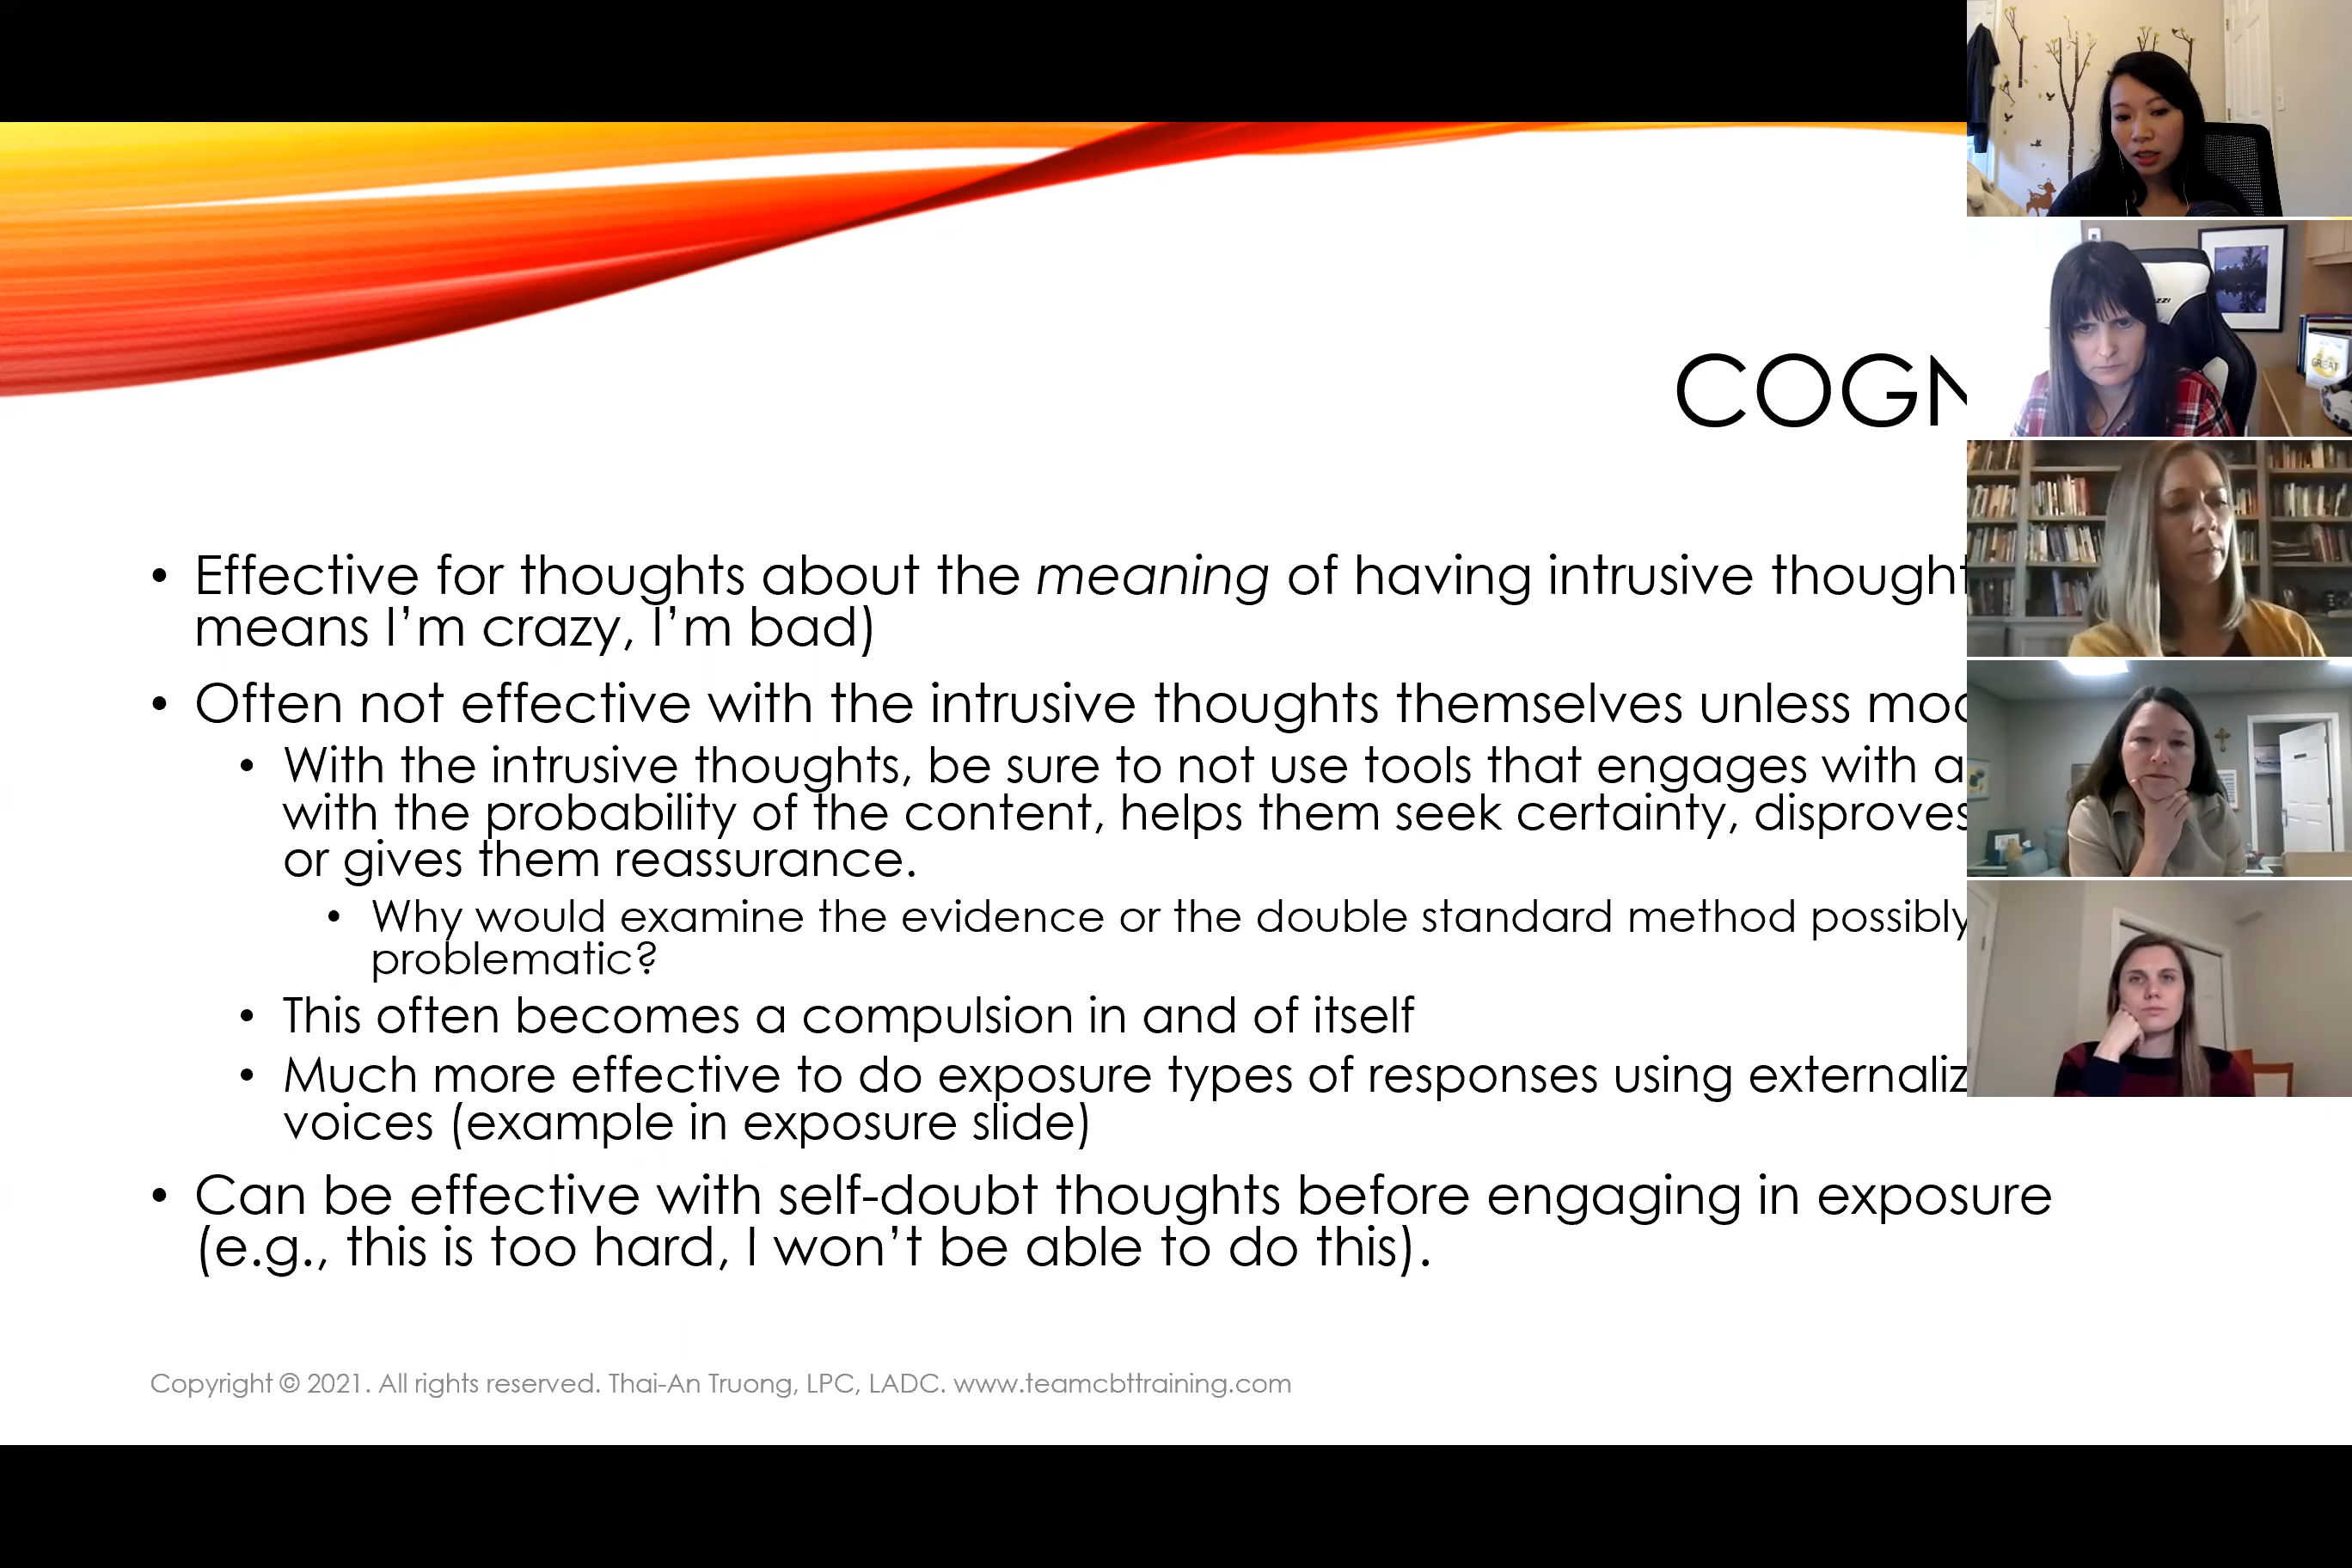 COGN
• Effective for thoughts about the meaning of having intrusive thought
means I’m crazy, I’m bad)
• Often not effective with the intrusive thoughts themselves unless mod
• With the intrusive thoughts, be sure to not use tools that engages with a
with the probability of the content, helps them seek certainty, disproves
or gives them reassurance.
• Why would examine the evidence or the double standard method possibly
problematic?
• This often becomes a compulsion in and of itself
• Much more effective to do exposure types of responses using externaliz
voices (example in exposure slide)
• Can be effective with self-doubt thoughts before engaging in exposure
(e.g., this is too hard, I won’t be able to do this).
Copyright © 2021. All rights reserved. Thai-An Truong, LPC, LADC. www.teamcbttraining.com
GREAT